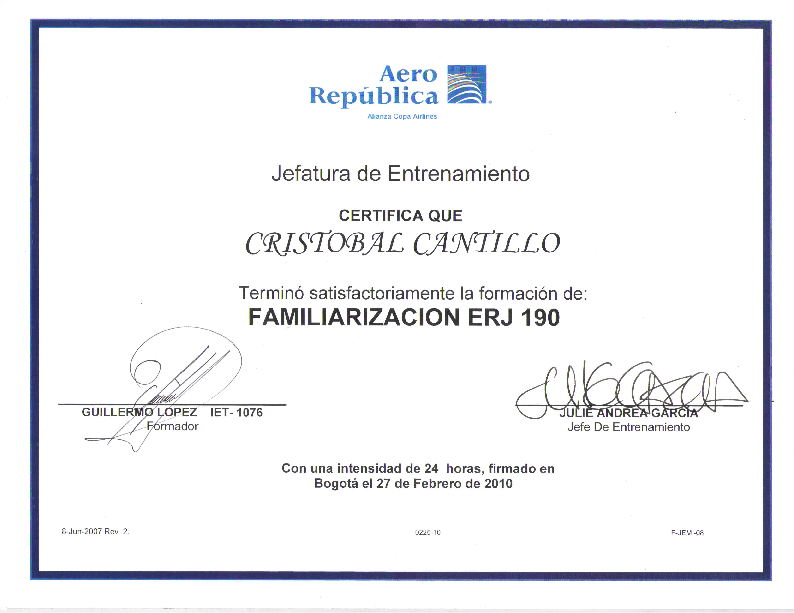 Aero
República
Alianza Copa Airlines
Jefatura de Entrenamiento
CERTIFICA QUE
CRISTOBAL CANTILLO
Terminó satisfactoriamente la formación de:
FAMILIARIZACION ERJ 190
GUILLERMO LOPEZ IET- 1076
Formador
JULIE ANDREA GARCIA
Jefe De Entrenamiento
Con una intensidad de 24 horas, firmado en
Bogotá el 27 de Febrero de 2010
8-Jun-2007 Rev. 2.
0226-10
F-JEM -08